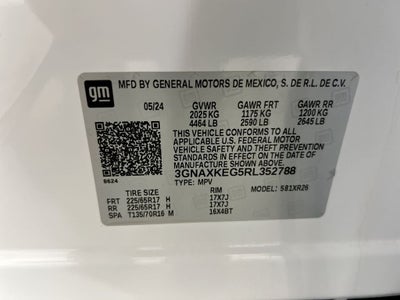 gm
MFD BY GENERAL MOTORS DE MEXICO, S. DE R.L. DE C.V.
05/24 GVWR GAWR FRT GAWR RR
2025 KG 1175 KG 1200 KG
4464 LB 2590 LB 2645 LB
THIS VEHICLE CONFORMS TO ALL APPLICABLE
U.S. FEDERAL MOTOR
VEHICLE SAFETY, BUMPER, AND THEFT
PREVENTION STANDARDS IN EFFECT ON THE DATE
OF MANUFACTURE SHOWN ABOVE.
3GNAXKEG5RL352788
TYPE: MPV MODEL: 5B1XR26
6624
TIRE SIZE RIM
FRT 225/65R17 H 17X7J
RR 225/65R17 H 17X7J
SPA T135/70R16 M 16X4BT